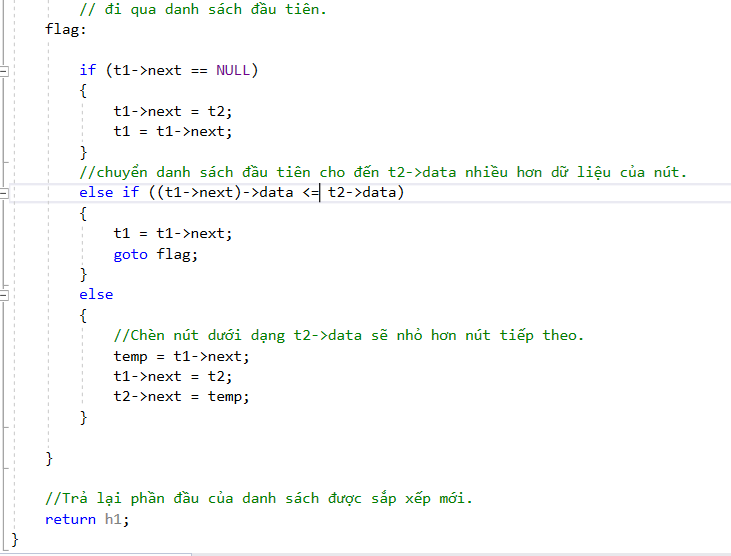 // đi qua danh sách đầu tiên.
flag:
if (t1->next == NULL)
{
t1->next = t2;
t1 = t1->next;
}
//chuyển danh sách đầu tiên cho đến t2->data nhiều hơn dữ liệu của nút.
else if ((t1->next)->data <= t2->data)
{
t1 = t1->next;
goto flag;
}
else
{
//Chèn nút dưới dạng t2->data sẽ nhỏ hơn nút tiếp theo.
temp = t1->next;
t1->next = t2;
t2->next = temp;
}
}
//Trả lại phần đầu của danh sách được sắp xếp mới.
return h1;
}